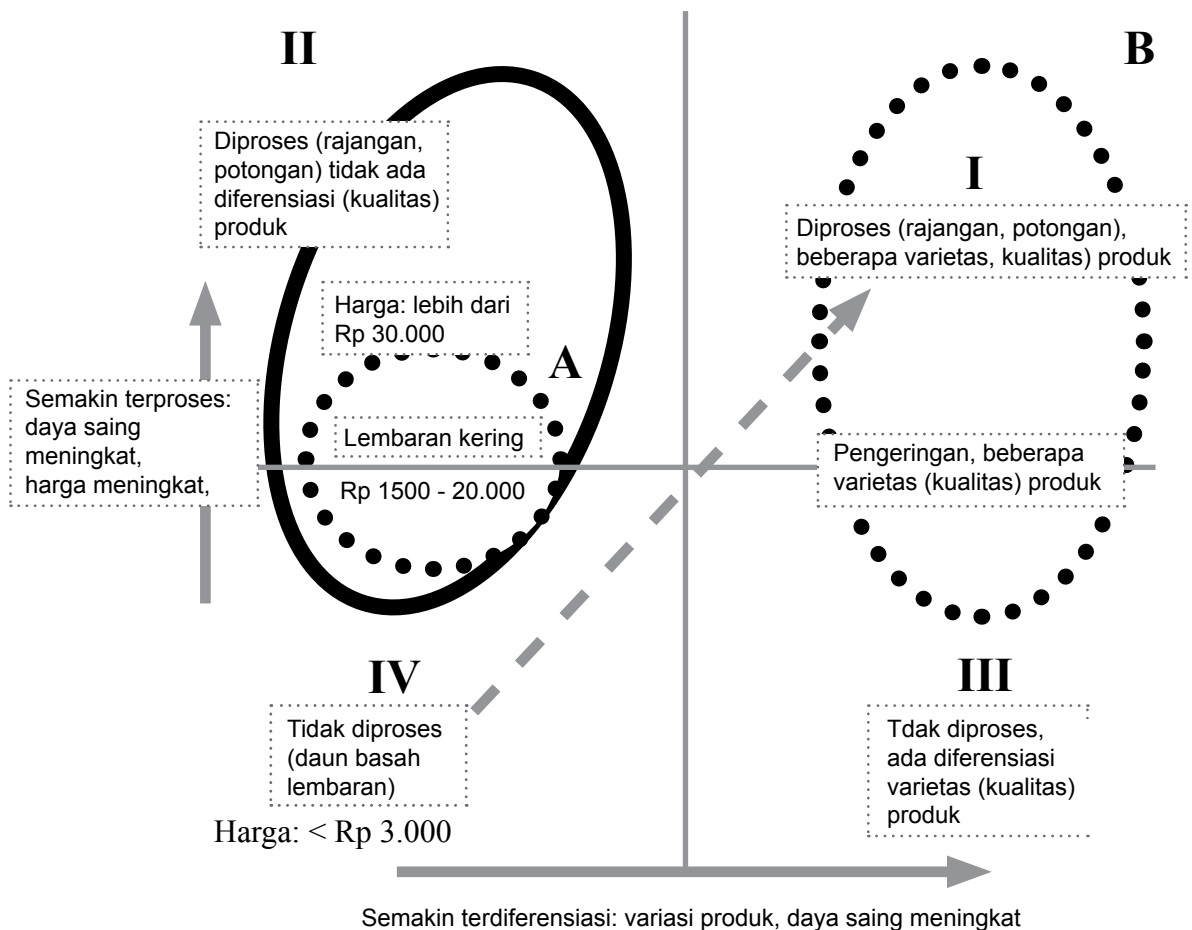 II
B
Diproses (rajangan,
potongan) tidak ada
diferensiasi (kualitas)
produk
I
Diproses (rajangan, potongan),
beberapa varietas, kualitas) produk
Harga: lebih dari
Rp 30.000
A
Semakin terproses:
daya saing
meningkat,
harga meningkat,
Lembaran kering
Rp 1500 - 20.000
Pengeringan, beberapa
varietas (kualitas) produk
IV
Tidak diproses
(daun basah
lembaran)
Harga: < Rp 3.000
III
Tdak diproses,
ada diferensiasi
varietas (kualitas)
produk
Semakin terdiferensiasi: variasi produk, daya saing meningkat